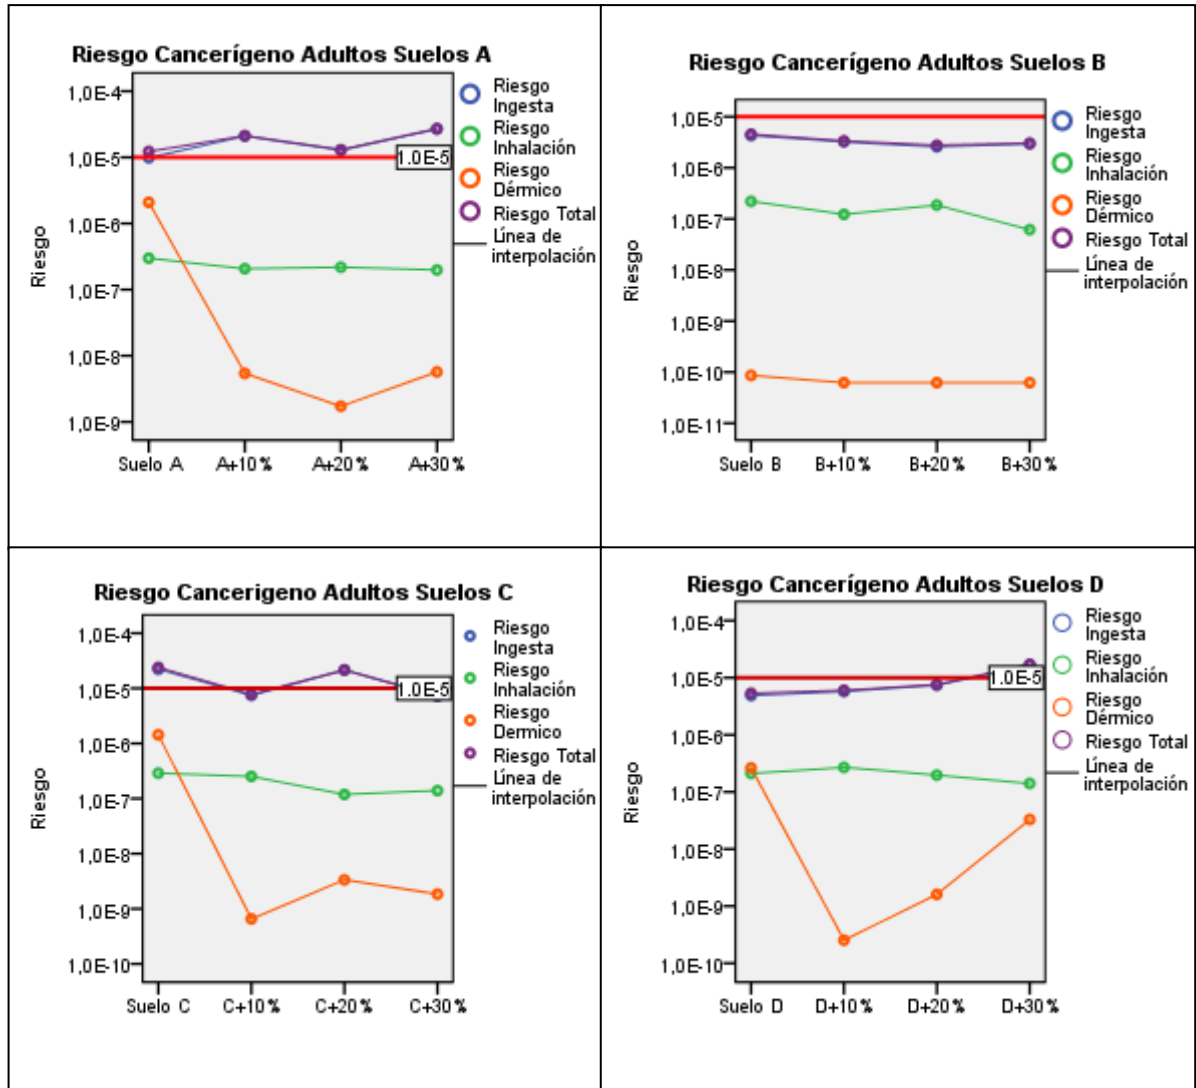 Riesgo Cancerígeno Adultos Suelos A
Riesgo
1,0E-4
1,0E-5
1,0E-6
1,0E-7
1,0E-8
1,0E-9
1.0E-5
Suelo A
A+10%
A+20%
A+30%
Riesgo
Ingesta
Riesgo
Inhalación
Riesgo
Dérmico
Riesgo Total
Línea de
interpolación
Riesgo Cancerígeno Adultos Suelos B
Riesgo
1,0E-5
1,0E-6
1,0E-7
1,0E-8
1,0E-9
1,0E-10
1,0E-11
Suelo B
B+10%
B+20%
B+30%
Riesgo
Ingesta
Riesgo
Inhalación
Riesgo
Dérmico
Riesgo Total
Línea de
interpolación
Riesgo Cancerigeno Adultos Suelos C
Riesgo
1,0E-4
1,0E-5
1,0E-6
1,0E-7
1,0E-8
1,0E-9
1,0E-10
1.0E-5
Suelo C
C+10%
C+20%
C+30%
Riesgo
Ingesta
Riesgo
Inhalación
Riesgo
Dermico
Riesgo Total
Línea de
interpolación
Riesgo Cancerígeno Adultos Suelos D
Riesgo
1,0E-4
1,0E-5
1,0E-6
1,0E-7
1,0E-8
1,0E-9
1,0E-10
1.0E-5
Suelo D
D+10%
D+20%
D+30%
Riesgo
Ingesta
Riesgo
Inhalación
Riesgo
Dérmico
Riesgo Total
Línea de
interpolación